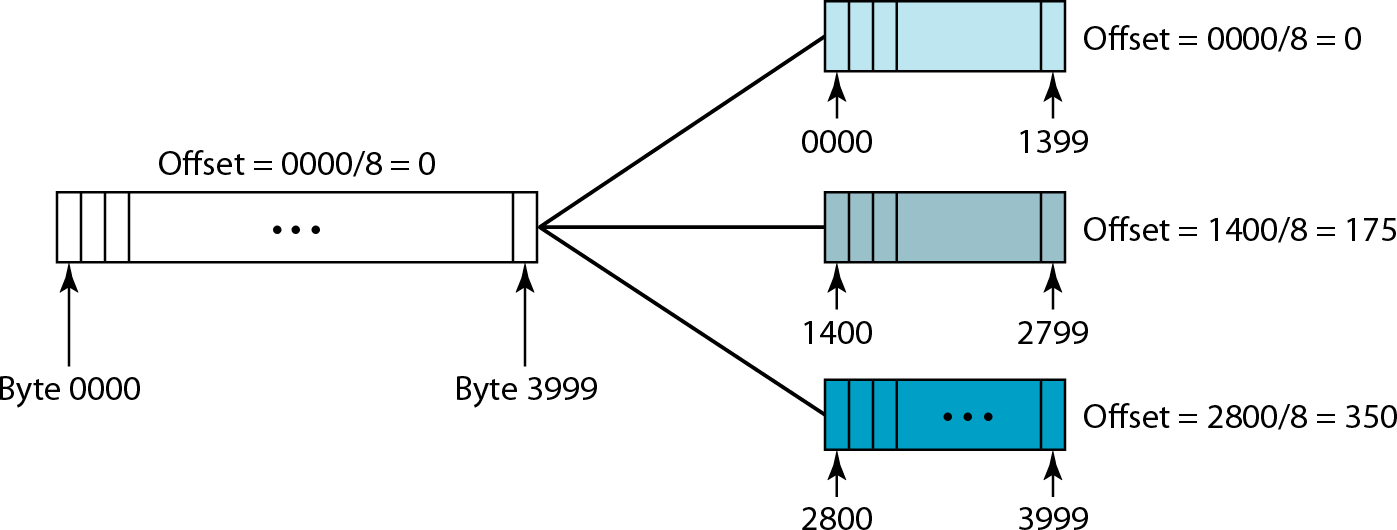 Offset = 0000/8 = 0
Byte 0000
Byte 3999
Offset = 0000/8 = 0
0000
1399
Offset = 1400/8 = 175
1400
2799
Offset = 2800/8 = 350
2800
3999